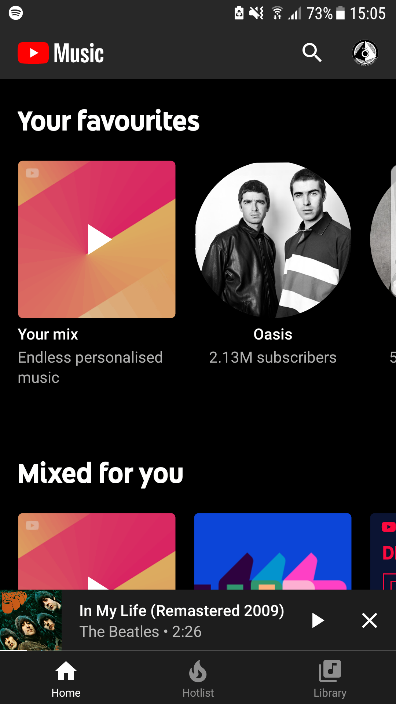 73% 15:05
Music
Your favourites
Your mix
Endless personalised
music
Oasis
2.13M subscribers
5
Mixed for you
D
In My Life (Remastered 2009)
The Beatles • 2:26
Home
Hotlist
Library